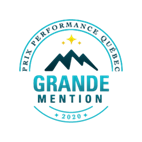 PRIX PERFORMANCE QUÉBEC
GRANDE
MENTION
2020